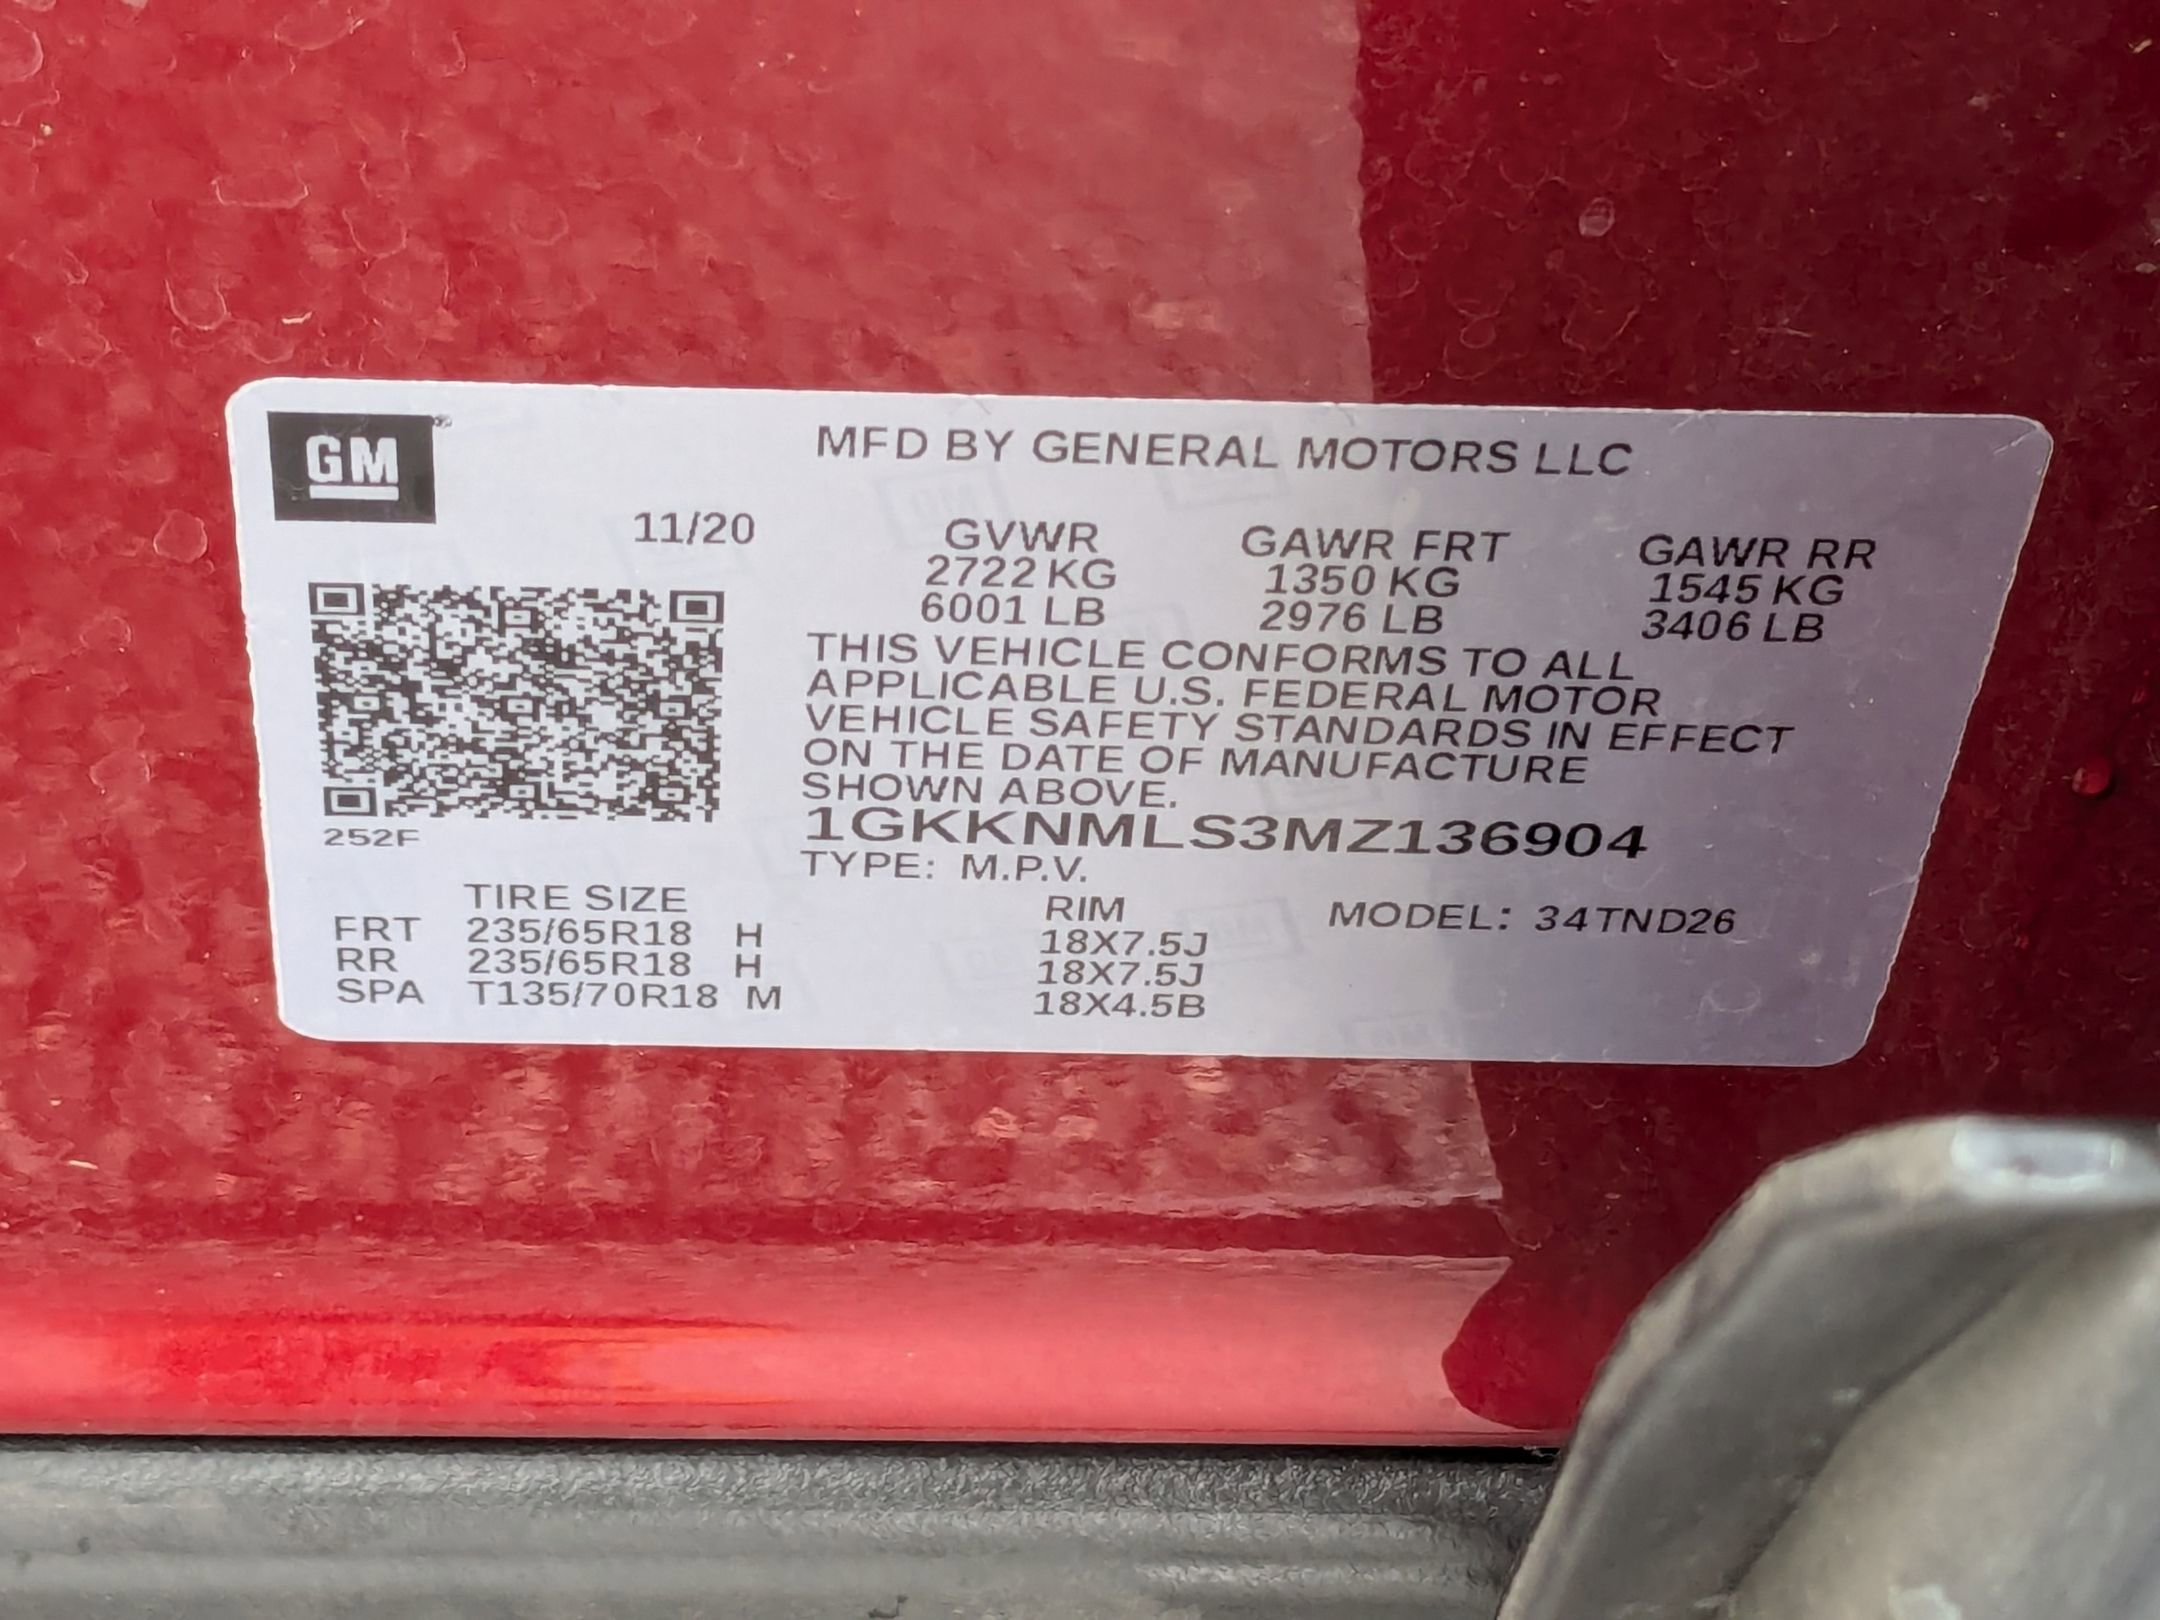 GM
MFD BY GENERAL MOTORS LLC
11/20
GVWR GAWR FRT GAWR RR
2722 KG 1350 KG 1545 KG
6001 LB 2976 LB 3406 LB
THIS VEHICLE CONFORMS TO ALL
APPLICABLE U.S. FEDERAL MOTOR
VEHICLE SAFETY STANDARDS IN EFFECT
ON THE DATE OF MANUFACTURE
SHOWN ABOVE.
1GKKNMLS3MZ136904
252F
TYPE: M.P.V.
TIRE SIZE RIM MODEL: 34TND26
FRT 235/65R18 H 18X7.5J
RR 235/65R18 H 18X7.5J
SPA T135/70R18 M 18X4.5B